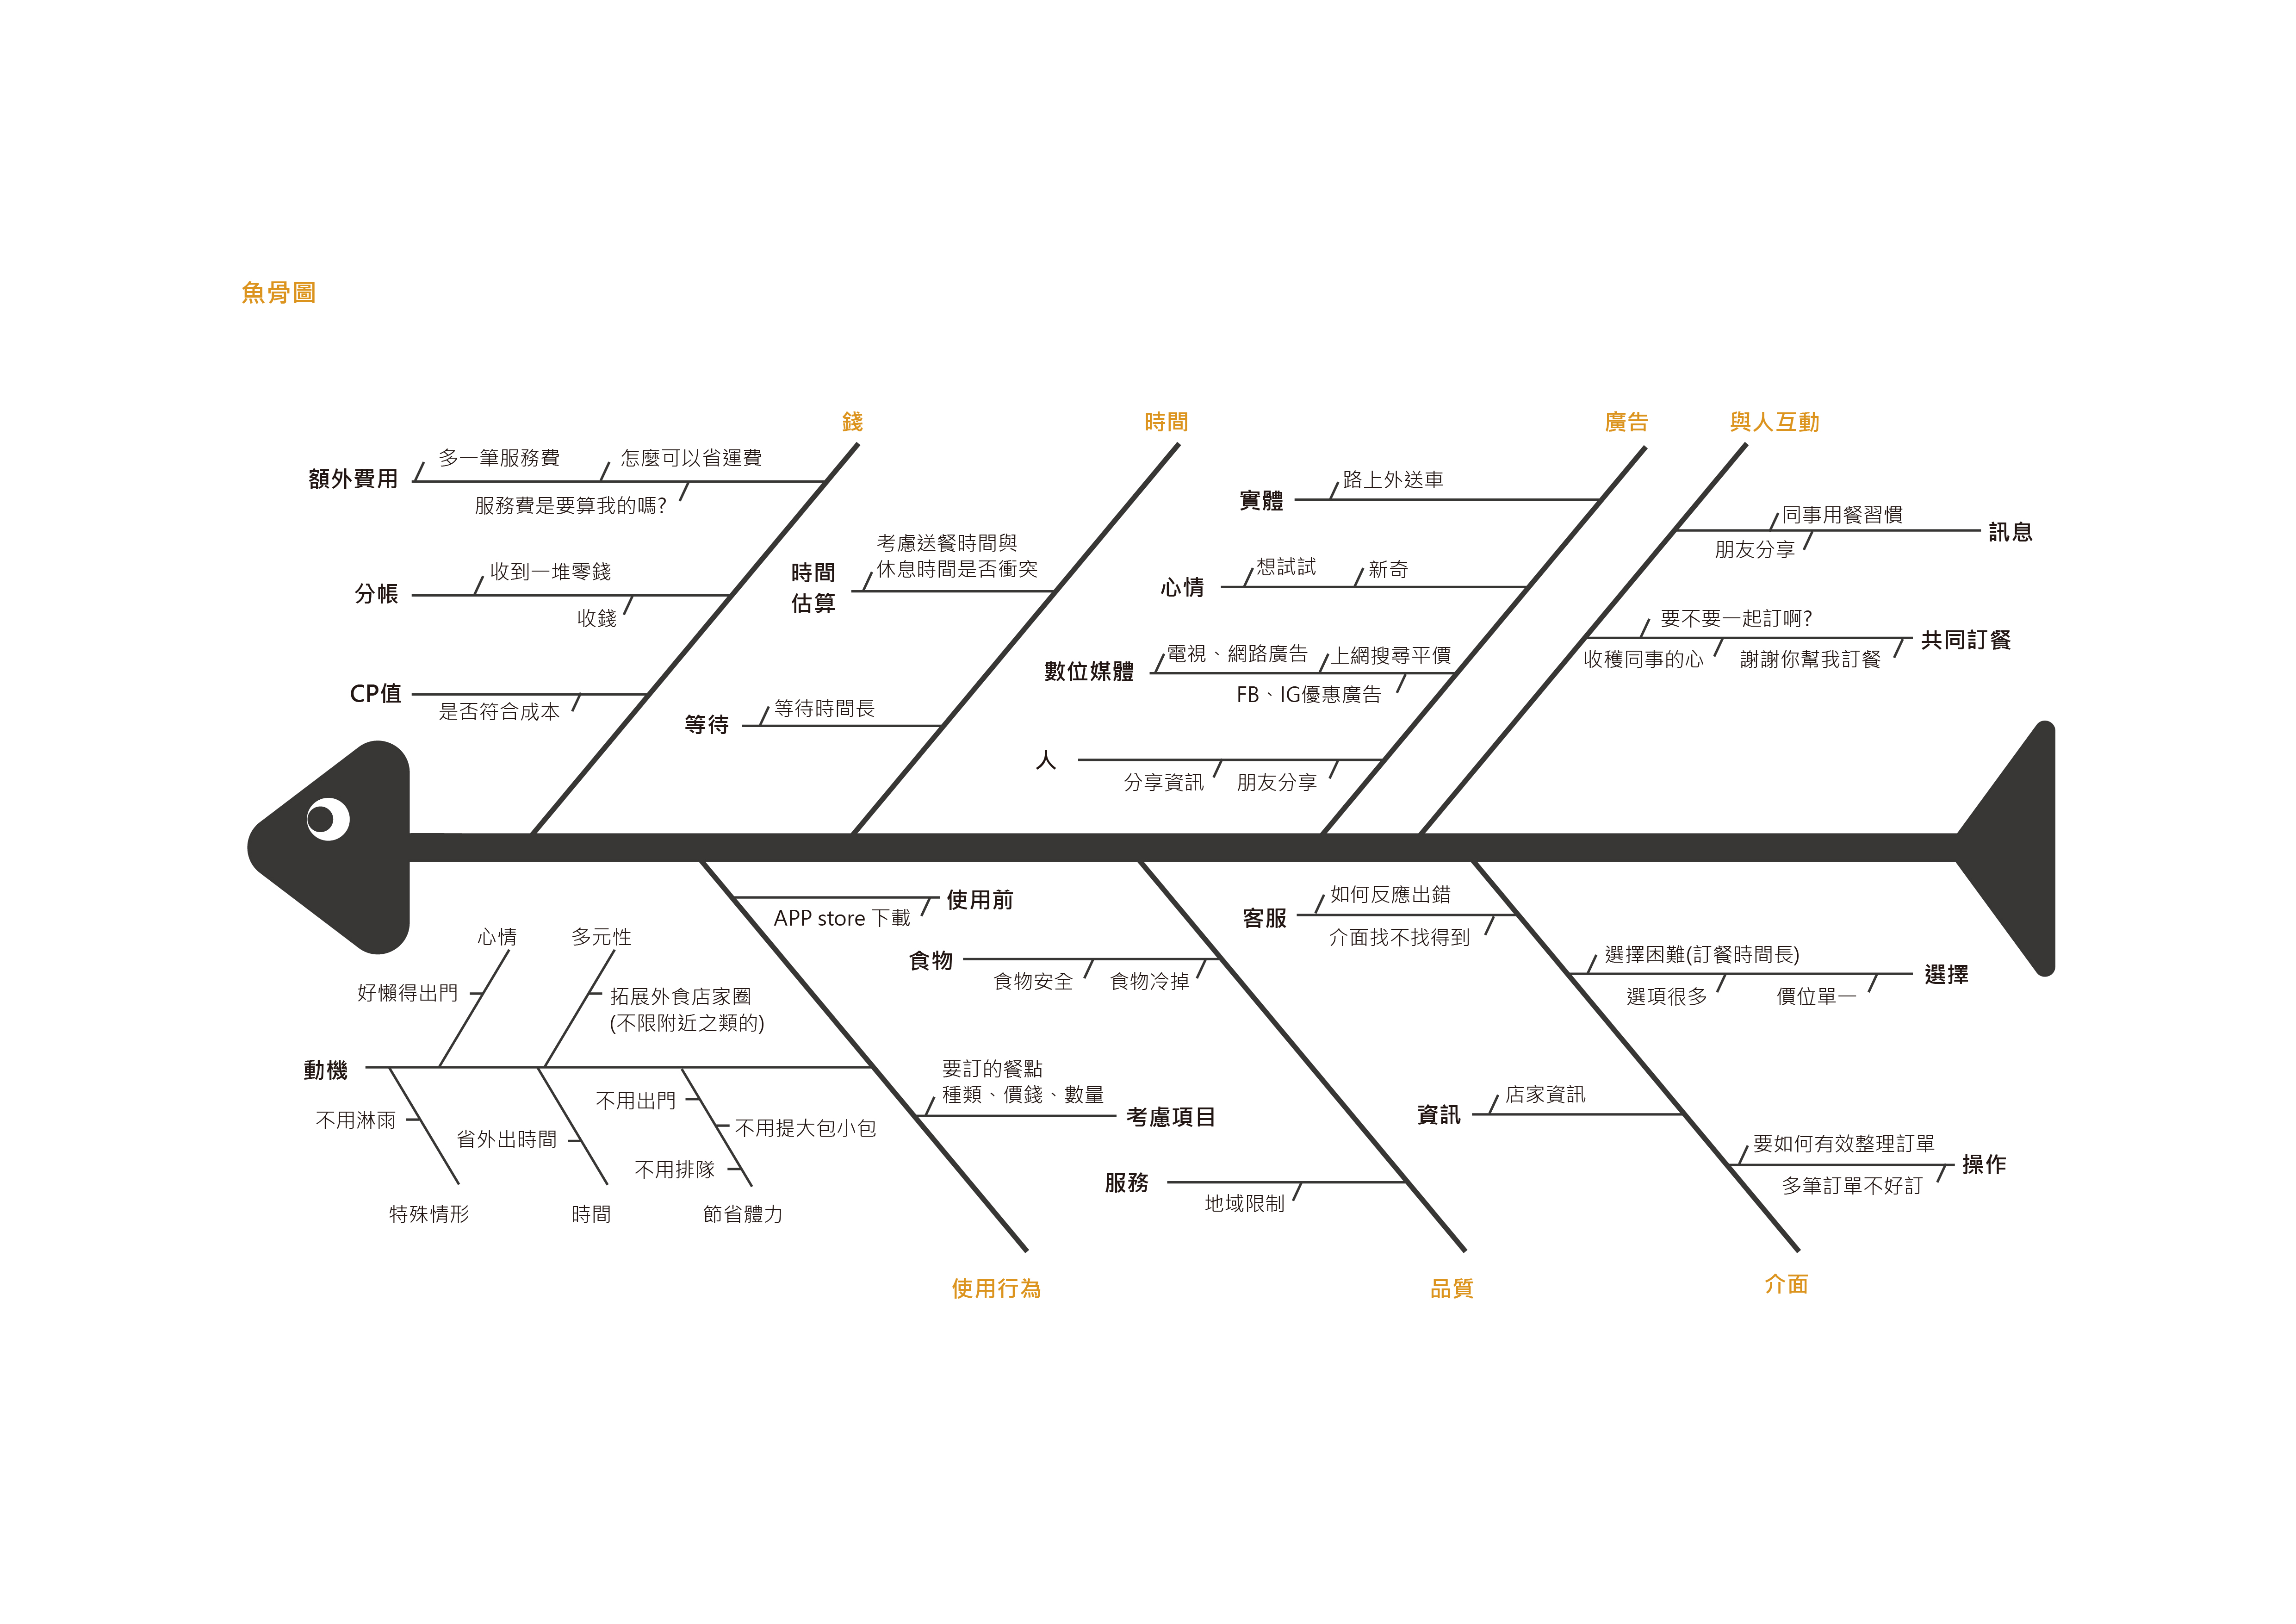 魚骨圖
錢
時間
廣告
與人互動
額外費用
多一筆服務費
怎麼可以省運費
服務費是要算我的嗎?
分帳
收到一堆零錢
收錢
CP值
是否符合成本
時間
估算
考慮送餐時間與
休息時間是否衝突
等待
等待時間長
實體
路上外送車
心情
想試試
新奇
數位媒體
電視、網路廣告
上網搜尋平價
FB、IG優惠廣告
人
分享資訊
朋友分享
同事用餐習慣
朋友分享
訊息
要不要一起訂啊?
收穫同事的心
謝謝你幫我訂餐
共同訂餐
使用前
APP store 下載
心情
好懶得出門
多元性
拓展外食店家圈
(不限附近之類的)
動機
不用淋雨
特殊情形
省外出時間
時間
不用出門
不用提大包小包
不用排隊
節省體力
要訂的餐點
種類、價錢、數量
考慮項目
使用行為
食物
食物安全
食物冷掉
服務
地域限制
品質
客服
如何反應出錯
介面找不找得到
選擇困難(訂餐時間長)
選項很多
價位單一
選擇
資訊
店家資訊
要如何有效整理訂單
多筆訂單不好訂
操作
介面